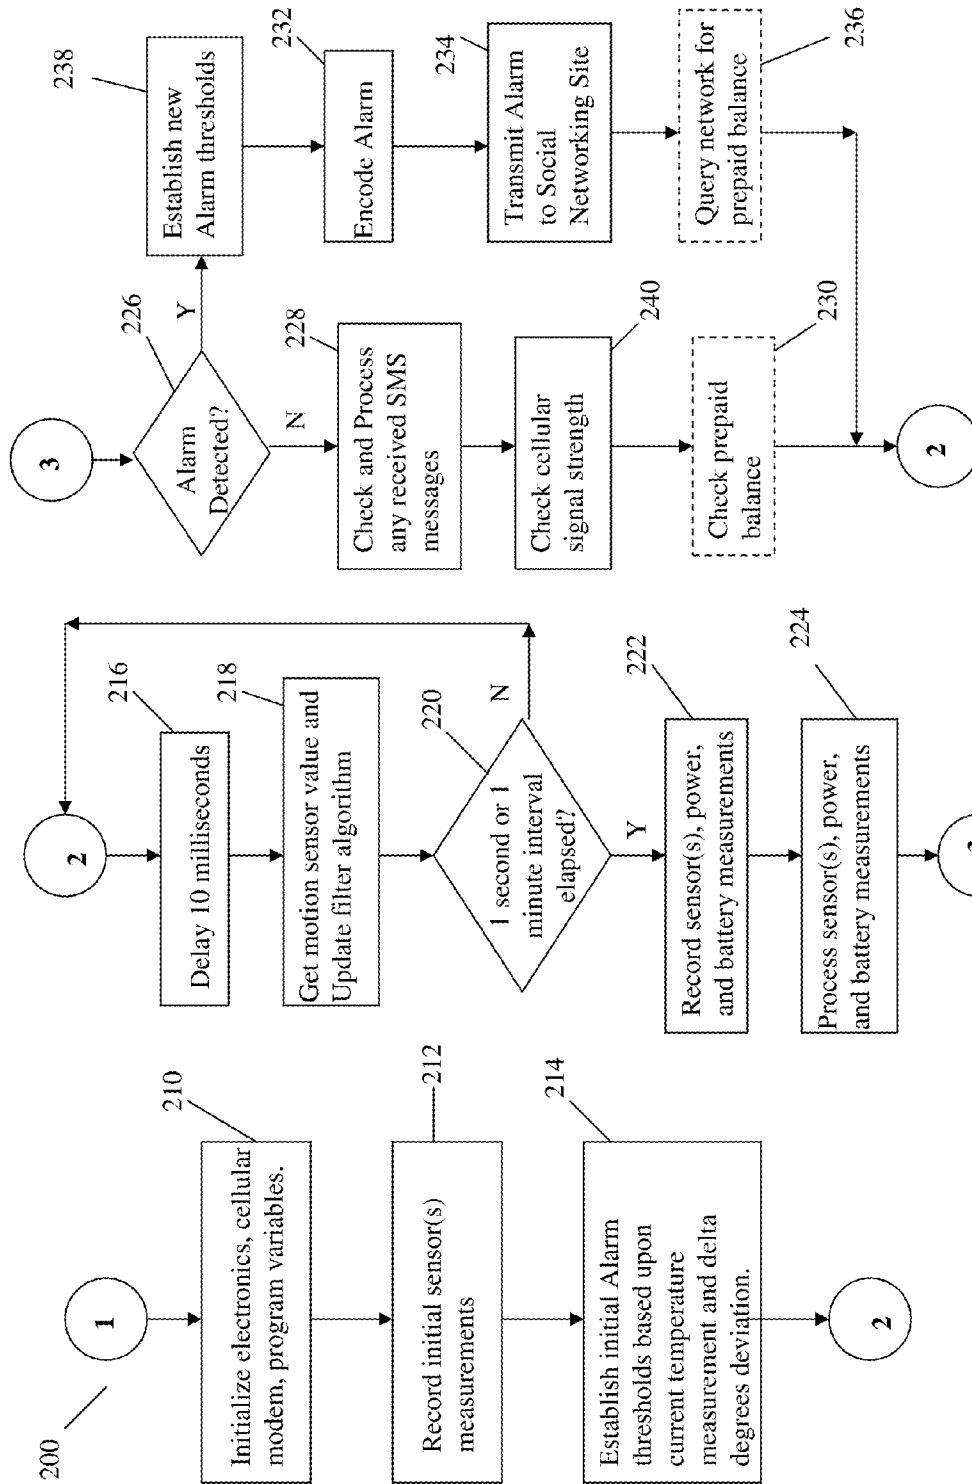 200
1
210
Initialize electronics, cellular
modem, program variables.
212
Record initial sensor(s)
measurements
214
Establish initial Alarm
thresholds based upon
current temperature
measurement and delta
degrees deviation.
2
2
216
Delay 10 milliseconds
218
Get motion sensor value and
Update filter algorithm
220
1 second or 1
minute interval
elapsed?
N
Y
222
Record sensor(s), power,
and battery measurements
224
Process sensor(s), power,
and battery measurements
3
3
226
Alarm
Detected?
Y
N
238
Establish new
Alarm thresholds
228
Check and Process
any received SMS
messages
232
Encode Alarm
240
Check cellular
signal strength
234
Transmit Alarm
to Social
Networking Site
230
Check prepaid
balance
236
Query network for
prepaid balance
2